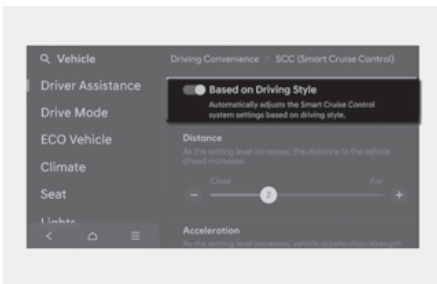 Vehicle
Driving Convenience > SCC (Smart Cruise Control)
Driver Assistance
Drive Mode
ECO Vehicle
Climate
Seat
Lights
Based on Driving Style
Automatically adjusts the Smart Cruise Control
system settings based on driving style.
Distance
As the setting level increases, the distance to the vehicle
ahead increases.
Close
Far
2
Acceleration
As the setting level increases, vehicle acceleration strength